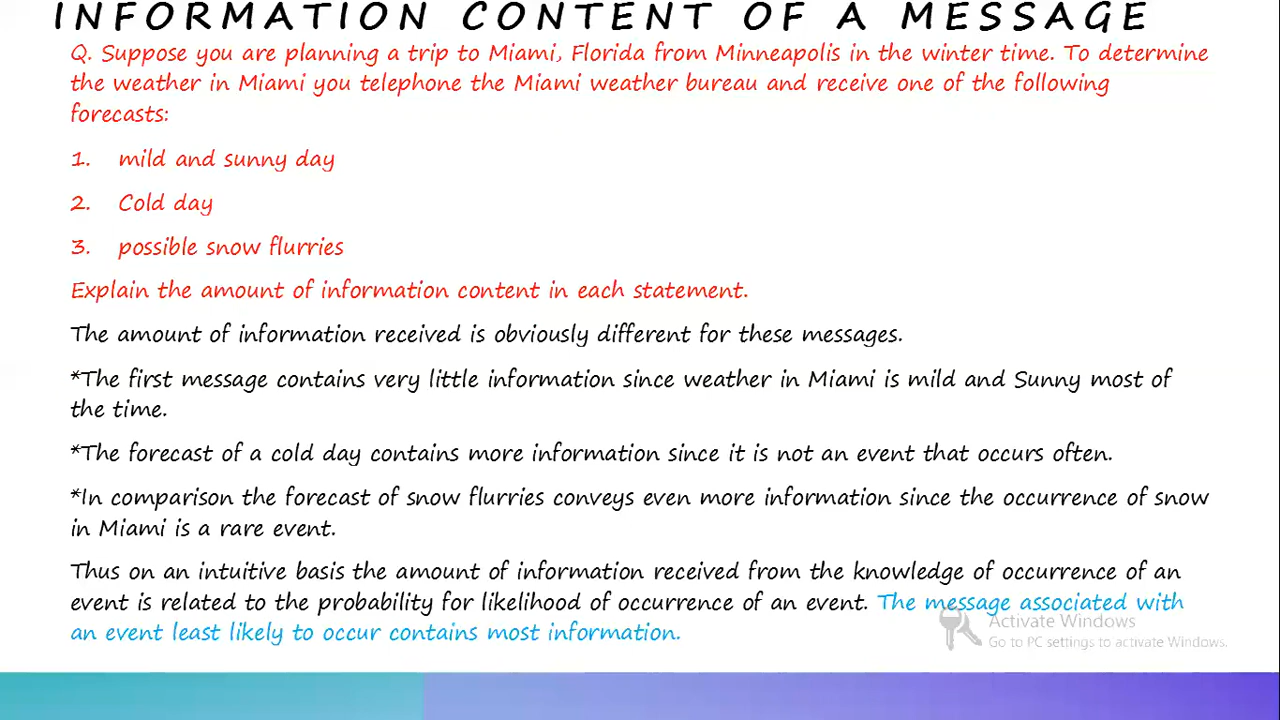 INFORMATION CONTENT OF A MESSAGE
Q. Suppose you are planning a trip to Miami, Florida from Minneapolis in the winter time. To determine
the weather in Miami you telephone the Miami weather bureau and receive one of the following
forecasts:
1. mild and sunny day
2. Cold day
3. possible snow flurries
Explain the amount of information content in each statement.
The amount of information received is obviously different for these messages.
*The first message contains very little information since weather in Miami is mild and Sunny most of
the time.
*The forecast of a cold day contains more information since it is not an event that occurs often.
*In comparison the forecast of snow flurries conveys even more information since the occurrence of snow
in Miami is a rare event.
Thus on an intuitive basis the amount of information received from the knowledge of occurrence of an
event is related to the probability for likelihood of occurrence of an event. The message associated with
an event least likely to occur contains most information.
Activate Windows
Go to PC settings to activate Windows.